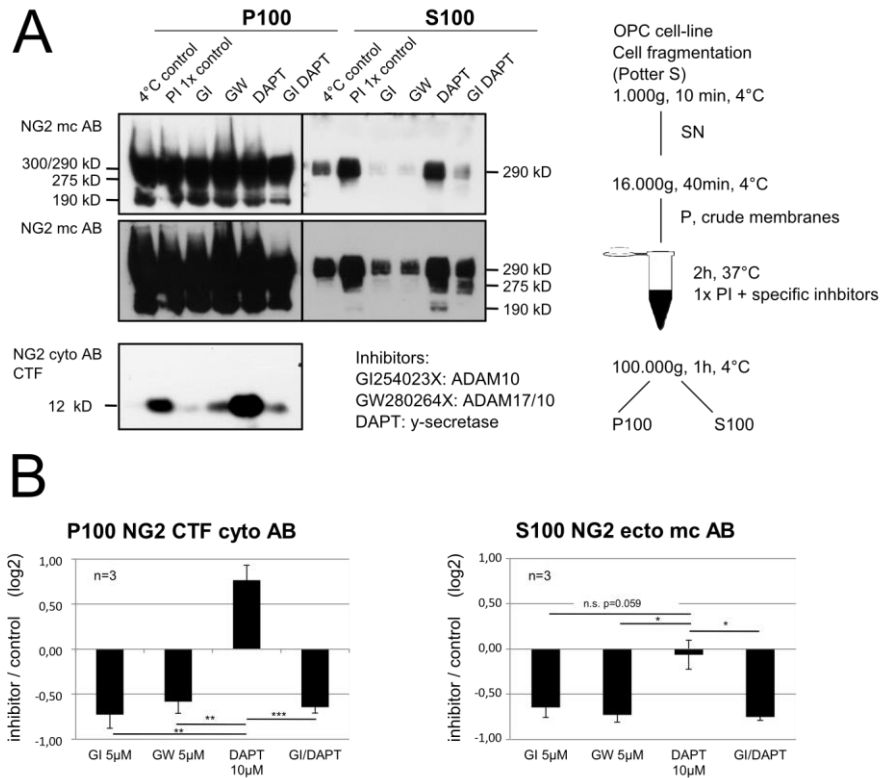 A
P100
S100
4°C control
PI 1x control
GI
GW
DAPT
GI DAPT
4°C control
PI 1x control
GI
GW
DAPT
GI DAPT
NG2 mc AB
300/290 kD
275 kD
190 kD
290 kD
NG2 mc AB
290 kD
275 kD
190 kD
NG2 cyto AB
CTF
12 kD
Inhibitors:
GI254023X: ADAM10
GW280264X: ADAM17/10
DAPT: y-secretase
OPC cell-line
Cell fragmentation
(Potter S)
1.000g, 10 min, 4°C
SN
16.000g, 40min, 4°C
P, crude membranes
2h, 37°C
1x PI + specific inhbitors
100.000g, 1h, 4°C
P100
S100
B
P100 NG2 CTF cyto AB
inhibitor / control (log2)
1,00
0,50
0,00
-0,50
-1,00
n=3
**
**
***
GI 5µM
GW 5µM
DAPT
10µM
GI/DAPT
S100 NG2 ecto mc AB
inhibitor / control (log2)
1,00
0,50
0,00
-0,50
-1,00
n=3
n.s. p=0.059
*
*
GI 5µM
GW 5µM
DAPT
10µM
GI/DAPT